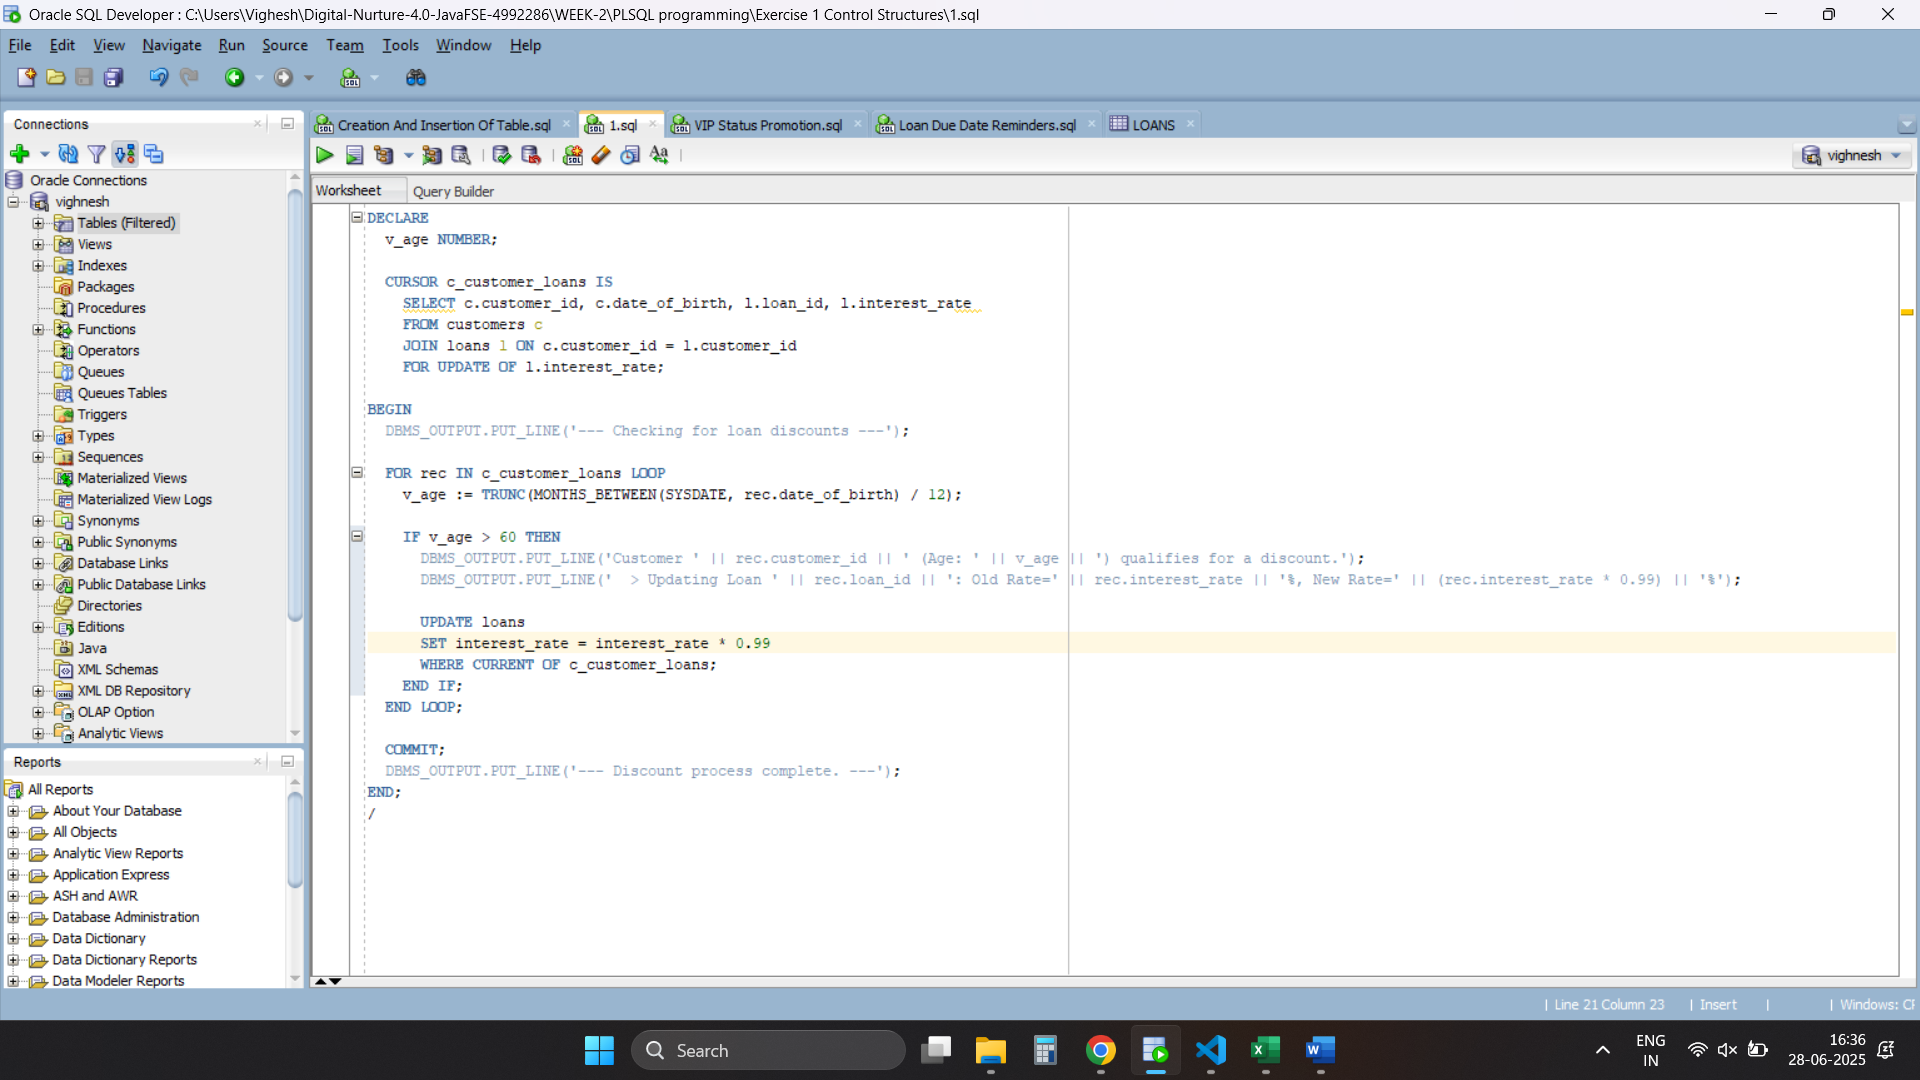 Oracle SQL Developer : C:\Users\Vighesh\Digital-Nurture-4.0-JavaFSE-4992286\WEEK-2\PLSQL programming\Exercise 1 Control Structures\1.sql
File Edit View Navigate Run Source Team Tools Window Help
Connections
Oracle Connections
vighnesh
Tables (Filtered)
Views
Indexes
Packages
Procedures
Functions
Operators
Queues
Queues Tables
Triggers
Types
Sequences
Materialized Views
Materialized View Logs
Synonyms
Public Synonyms
Database Links
Public Database Links
Directories
Editions
Java
XML Schemas
XML DB Repository
OLAP Option
Analytic Views
Reports
All Reports
About Your Database
All Objects
Analytic View Reports
Application Express
ASH and AWR
Database Administration
Data Dictionary
Data Dictionary Reports
Data Modeler Reports
Creation And Insertion Of Table.sql 1.sql VIP Status Promotion.sql Loan Due Date Reminders.sql LOANS
vighnesh
Worksheet Query Builder
DECLARE
v_age NUMBER;
CURSOR c_customer_loans IS
SELECT c.customer_id, c.date_of_birth, l.loan_id, l.interest_rate
FROM customers c
JOIN loans l ON c.customer_id = l.customer_id
FOR UPDATE OF l.interest_rate;
BEGIN
DBMS_OUTPUT.PUT_LINE('--- Checking for loan discounts ---');
FOR rec IN c_customer_loans LOOP
v_age := TRUNC(MONTHS_BETWEEN(SYSDATE, rec.date_of_birth) / 12);
IF v_age > 60 THEN
DBMS_OUTPUT.PUT_LINE('Customer ' || rec.customer_id || ' (Age: ' || v_age || ') qualifies for a discount.');
DBMS_OUTPUT.PUT_LINE('  > Updating Loan ' || rec.loan_id || ': Old Rate=' || rec.interest_rate || '%, New Rate=' || (rec.interest_rate * 0.99) || '%');
UPDATE loans
SET interest_rate = interest_rate * 0.99
WHERE CURRENT OF c_customer_loans;
END IF;
END LOOP;
COMMIT;
DBMS_OUTPUT.PUT_LINE('--- Discount process complete. ---');
END;
/
| Line 21 Column 23 | Insert | | Windows: CR
Search
ENG
IN
16:36
28-06-2025